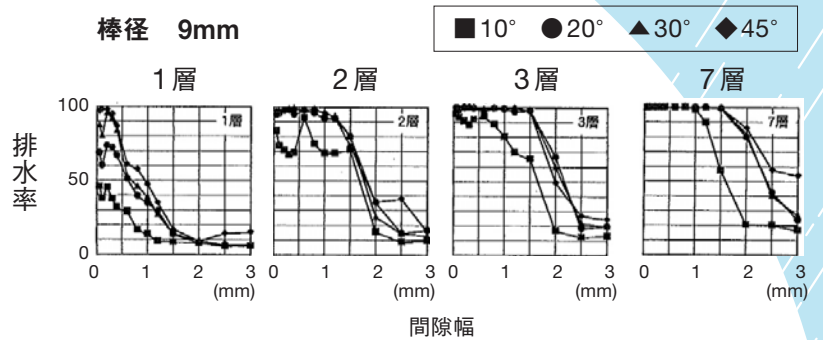 棒径 9mm
■10° ●20° ▲30° ◆45°
1層 2層 3層 7層
排水率
100
50
0
1層
2層
3層
7層
0 1 2 3 0 1 2 3 0 1 2 3 0 1 2 3
(mm) (mm) (mm) (mm)
間隙幅